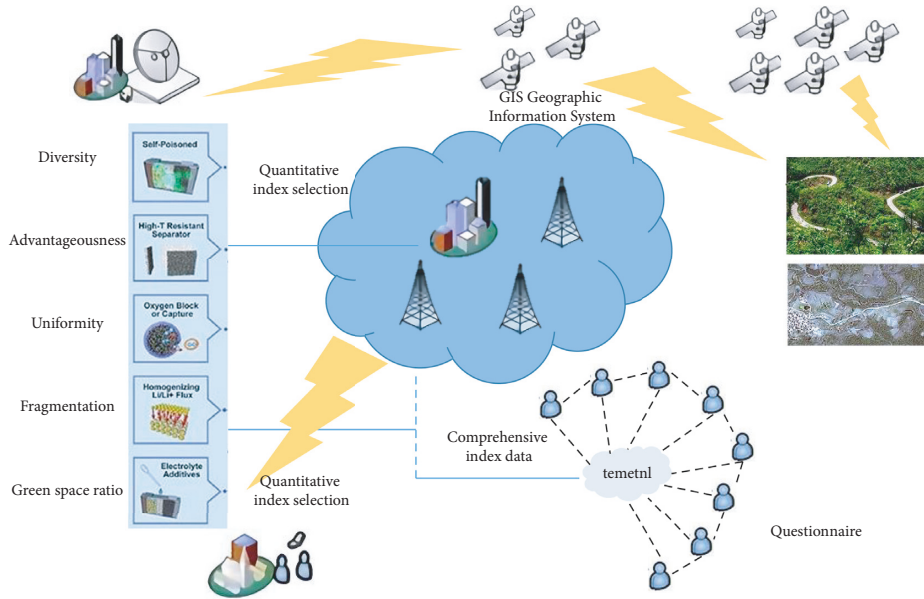 GIS Geographic
Information System
Diversity
Self-Poisoned
Quantitative
index selection
Advantageousness
High-T Resistant
Separator
Uniformity
Oxygen Block
or Capture
Fragmentation
Homogenizing
Li/Li+ Flux
Comprehensive
index data
temetnl
Green space ratio
Electrolyte
Additives
Quantitative
index selection
Questionnaire